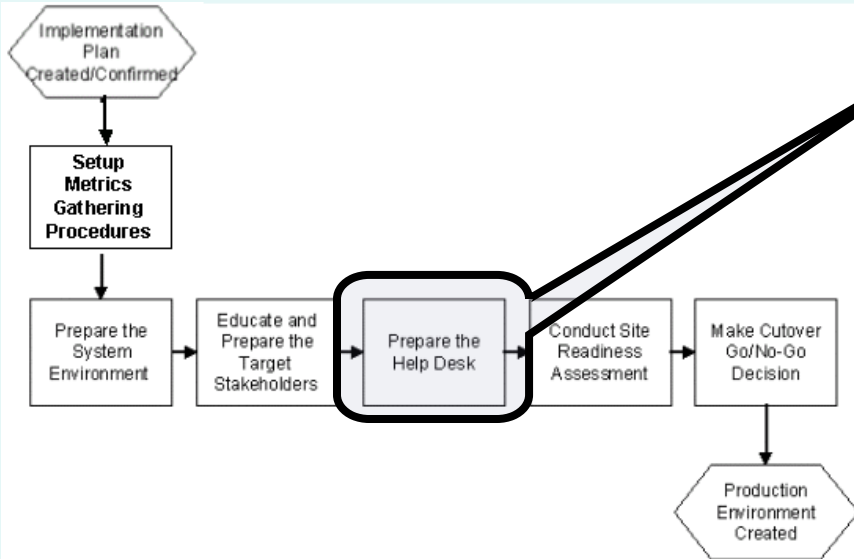 Implementation
Plan
Created/Confirmed
Setup
Metrics
Gathering
Procedures
Prepare the
System
Environment
Educate and
Prepare the
Target
Stakeholders
Prepare the
Help Desk
Conduct Site
Readiness
Assessment
Make Cutover
Go/No-Go
Decision
Production
Environment
Created